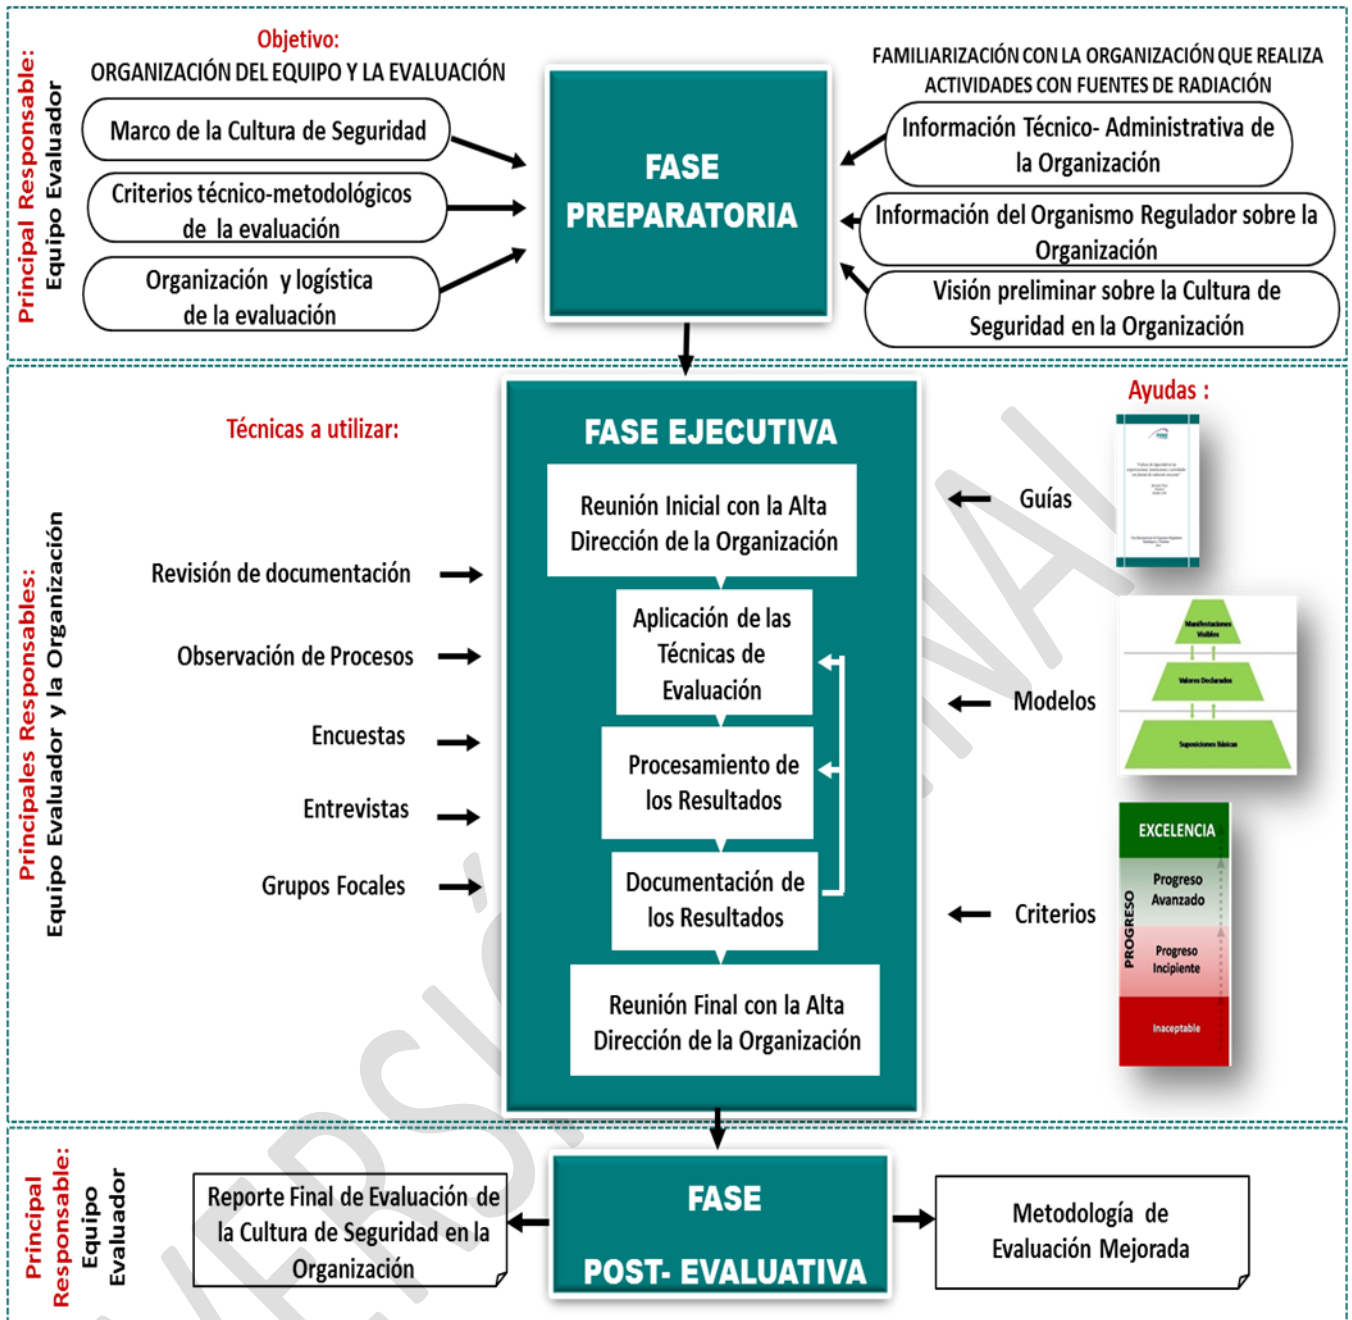 Principal Responsable:
Equipo Evaluador
Objetivo:
ORGANIZACIÓN DEL EQUIPO Y LA EVALUACIÓN
Marco de la Cultura de Seguridad
Criterios técnico-metodológicos
de la evaluación
Organización y logística
de la evaluación
FASE
PREPARATORIA
FAMILIARIZACIÓN CON LA ORGANIZACIÓN QUE REALIZA
ACTIVIDADES CON FUENTES DE RADIACIÓN
Información Técnico- Administrativa de
la Organización
Información del Organismo Regulador sobre la
Organización
Visión preliminar sobre la Cultura de
Seguridad en la Organización
Principales Responsables:
Equipo Evaluador y la Organización
Técnicas a utilizar:
Revisión de documentación
Observación de Procesos
Encuestas
Entrevistas
Grupos Focales
FASE EJECUTIVA
Reunión Inicial con la Alta
Dirección de la Organización
Aplicación de las
Técnicas de
Evaluación
Procesamiento de
los Resultados
Documentación de
los Resultados
Reunión Final con la Alta
Dirección de la Organización
Ayudas :
Guías
Modelos
Manifestaciones
Visibles
Valores Declarados
Suposiciones Básicas
Criterios
EXCELENCIA
PROGRESO
Progreso
Avanzado
Progreso
Incipiente
Inaceptable
Principal
Responsable:
Equipo
Evaluador
Reporte Final de Evaluación de
la Cultura de Seguridad en la
Organización
FASE
POST- EVALUATIVA
Metodología de
Evaluación Mejorada